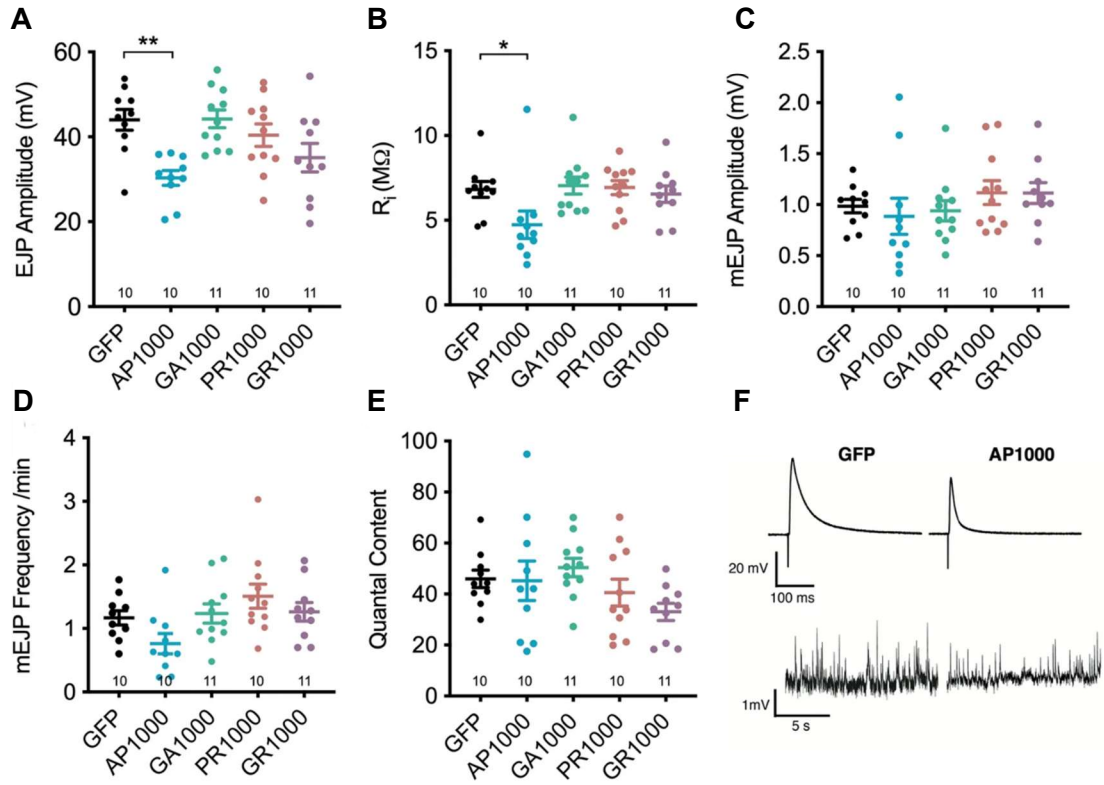 A
EJP Amplitude (mV)
60
40
20
0
**
10 10 11 10 11
GFP AP1000 GA1000 PR1000 GR1000
B
Ri (MΩ)
15
10
5
0
*
10 10 11 10 11
GFP AP1000 GA1000 PR1000 GR1000
C
mEJP Amplitude (mV)
2.5
2.0
1.5
1.0
0.5
0.0
10 10 11 10 11
GFP AP1000 GA1000 PR1000 GR1000
D
mEJP Frequency /min
4
3
2
1
0
10 10 11 10 11
GFP AP1000 GA1000 PR1000 GR1000
E
Quantal Content
100
80
60
40
20
0
10 10 11 10 11
GFP AP1000 GA1000 PR1000 GR1000
F
GFP AP1000
20 mV
100 ms
1mV
5 s